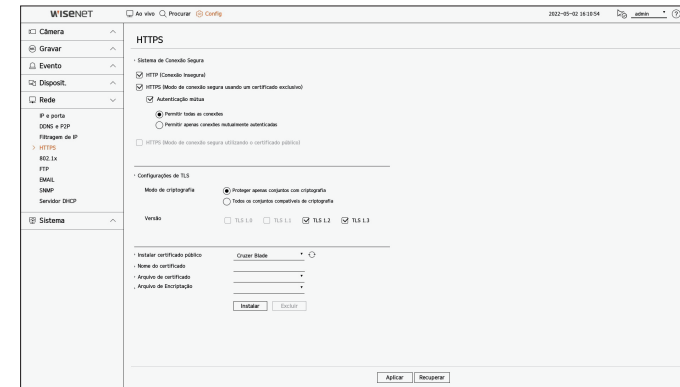 WISENET
Ao vivo Procurar Config
2022-05-02 16:10:54 admin ?
Câmera
Gravar
Evento
Disposit.
Rede
IP e porta
DDNS e P2P
Filtragem de IP
> HTTPS
802.1x
FTP
EMAIL
SNMP
Servidor DHCP
Sistema
HTTPS
· Sistema de Conexão Segura
HTTP (Conexão Insegura)
HTTPS (Modo de conexão segura usando um certificado exclusivo)
Autenticação mútua
Permitir todas as conexões
Permitir apenas conexões mutualmente autenticadas
HTTPS (Modo de conexão segura utilizando o certificado pública)
· Configurações de TLS
Modo de criptografia
Proteger apenas conjuntos com criptografia
Todos os conjuntos compatíveis de criptografia
Versão
TLS 1.0 TLS 1.1 TLS 1.2 TLS 1.3
· Instalar certificado público Cruzer Blade
· Nome do certificado
· Arquivo de certificado
· Arquivo de Encriptação
Instalar Excluir
Aplicar Recuperar